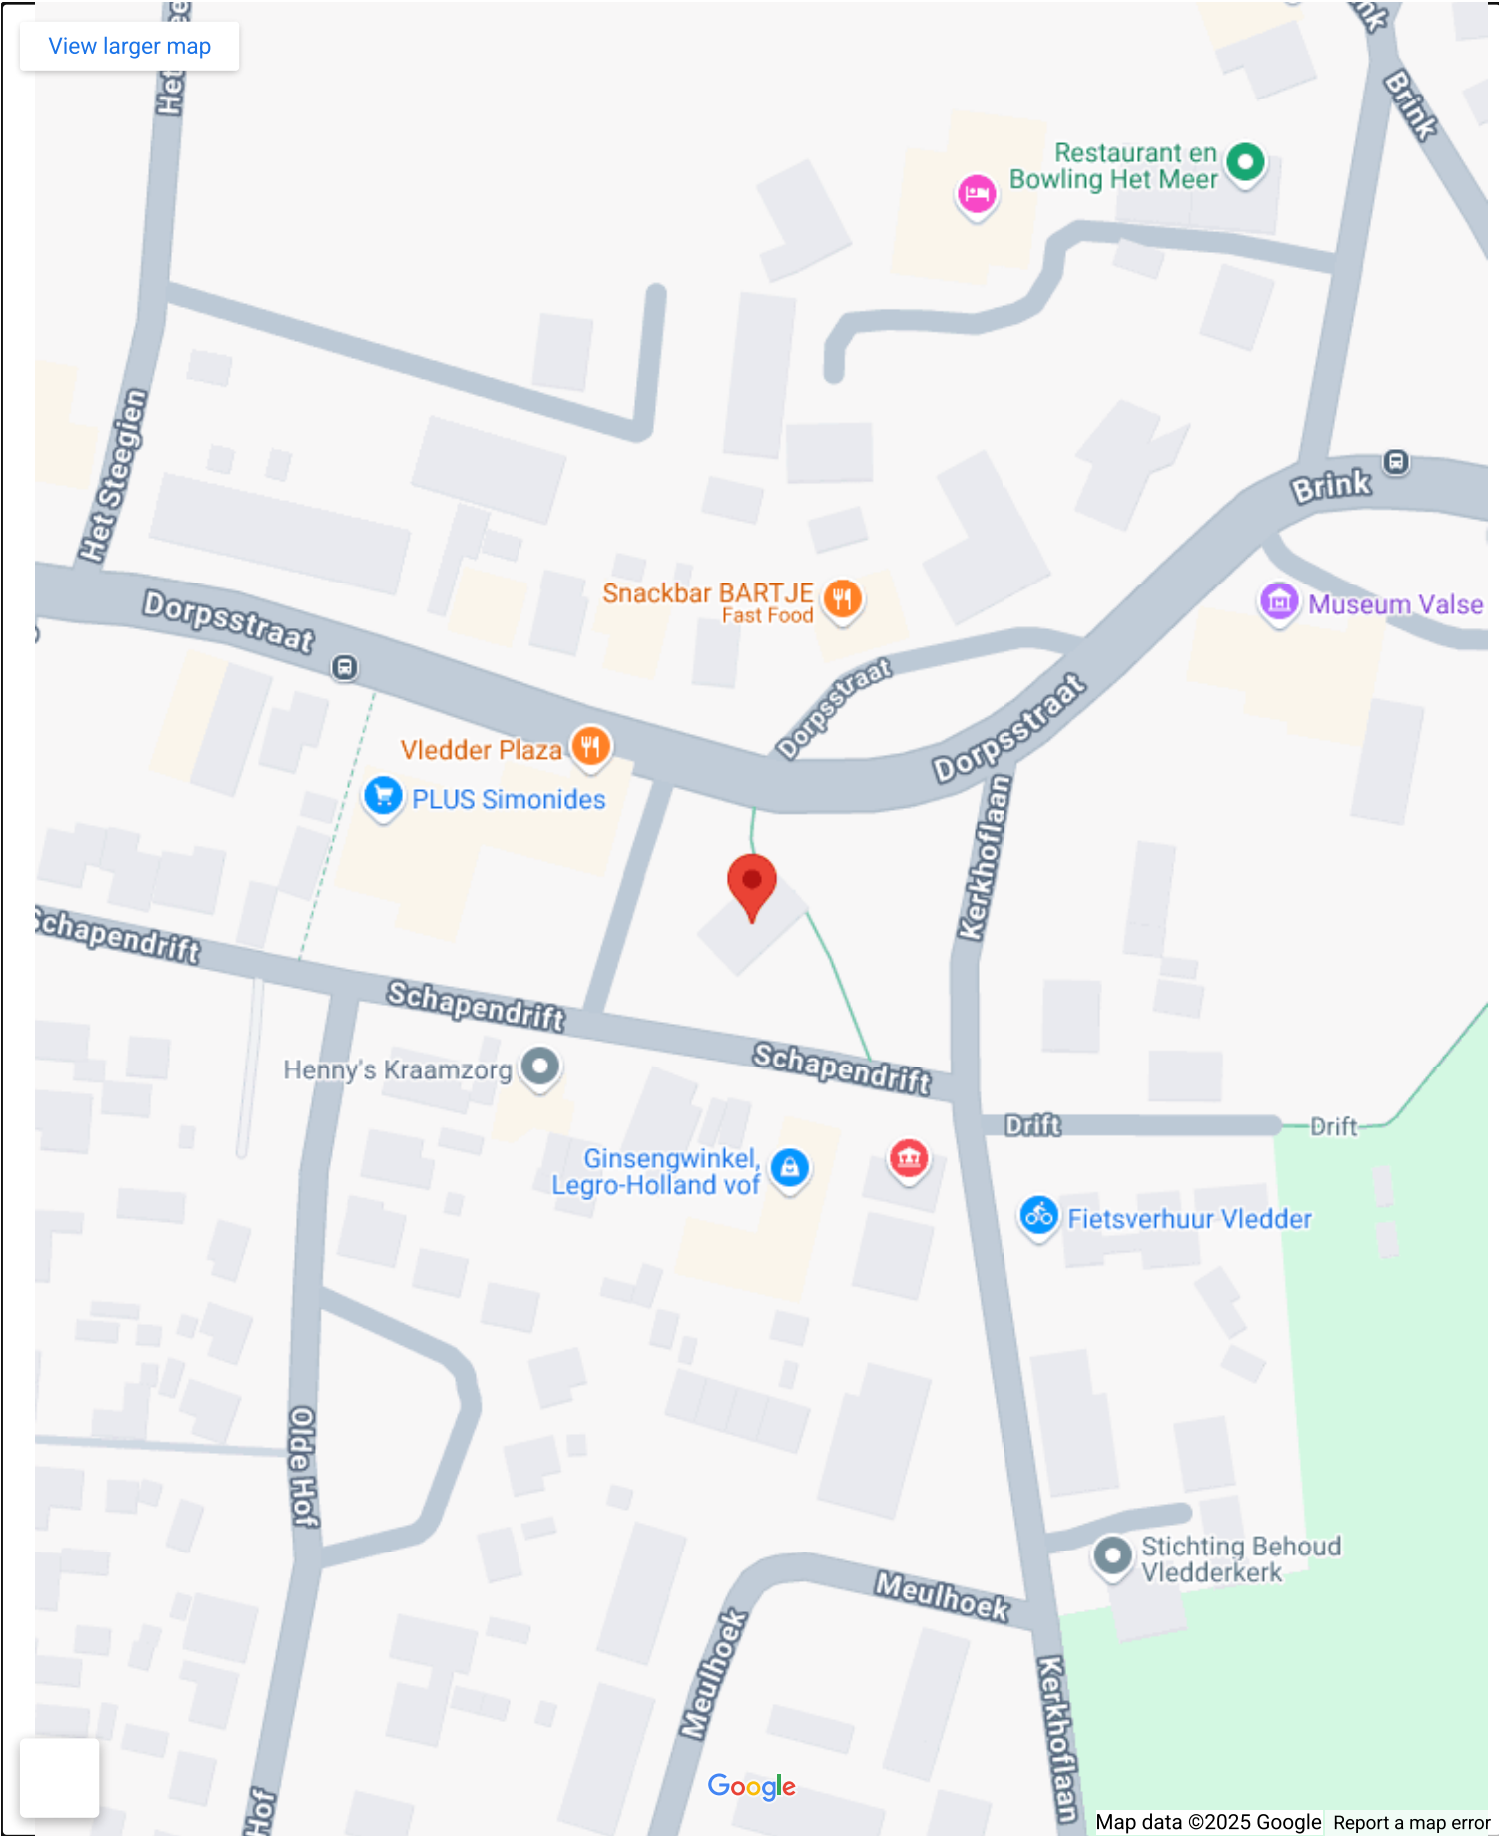 View larger map
Brink
Restaurant en
Bowling Het Meer
Het Steegien
Brink
Dorpsstraat
Snackbar BARTJE
Fast Food
Museum Valse
Dorpsstraat
Dorpsstraat
Vledder Plaza
PLUS Simonides
Kerkhoflaan
Schapendrift
Schapendrift
Schapendrift
Henny's Kraamzorg
Drift
Drift
Ginsengwinkel,
Legro-Holland vof
Fietsverhuur Vledder
Olde Hof
Stichting Behoud
Vledderkerk
Meulhoek
Meulhoek
Kerkhoflaan
Hof
Google
Map data ©2025 Google
Report a map error